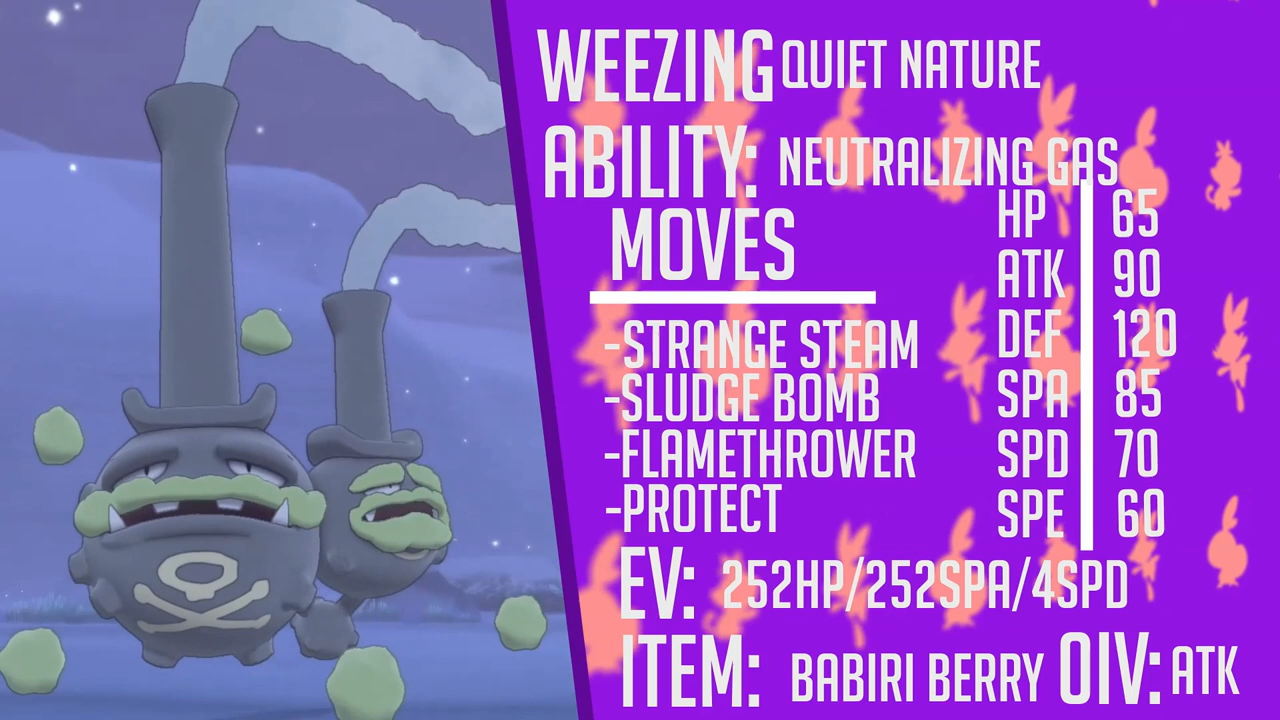 WEEZING QUIET NATURE
ABILITY: NEUTRALIZING GAS
MOVES
-STRANGE STEAM
-SLUDGE BOMB
-FLAMETHROWER
-PROTECT
HP 65
ATK 90
DEF 120
SPA 85
SPD 70
SPE 60
EV: 252HP/252SPA/4SPD
ITEM: BABIRI BERRY OIV: ATK